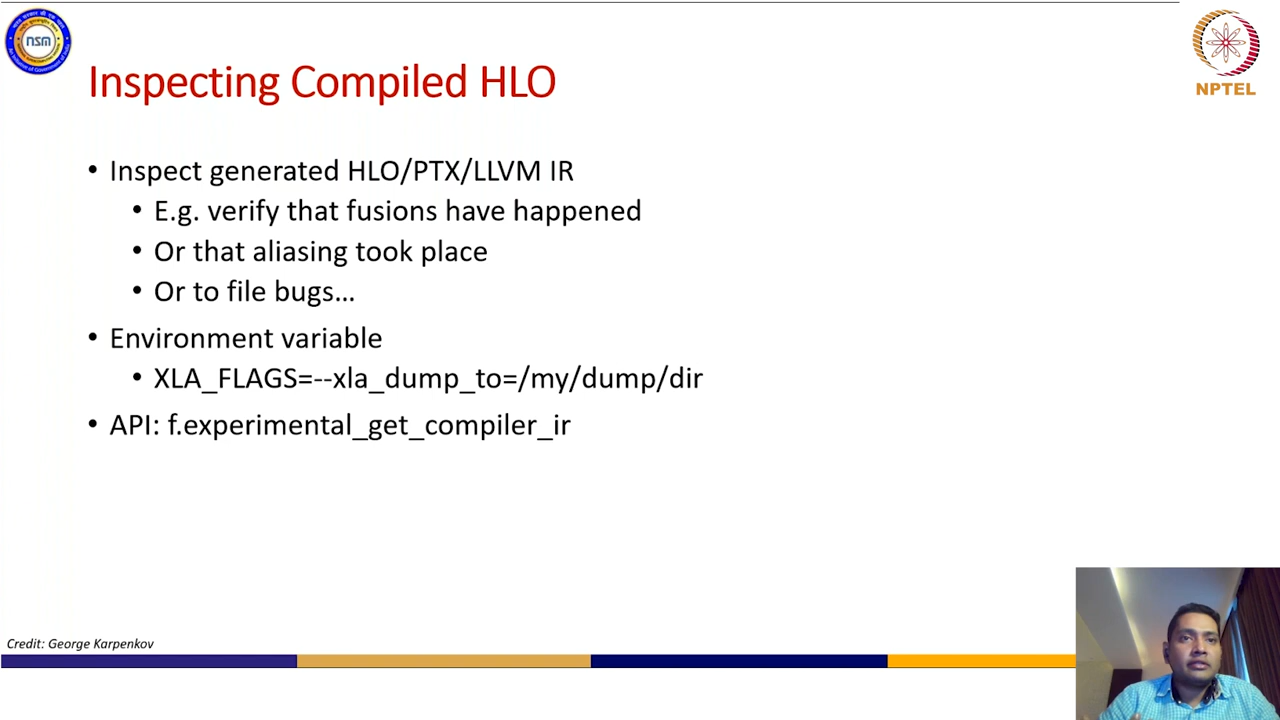 nsm
NPTEL
Inspecting Compiled HLO
• Inspect generated HLO/PTX/LLVM IR
• E.g. verify that fusions have happened
• Or that aliasing took place
• Or to file bugs…
• Environment variable
• XLA_FLAGS=--xla_dump_to=/my/dump/dir
• API: f.experimental_get_compiler_ir
Credit: George Karpenkov